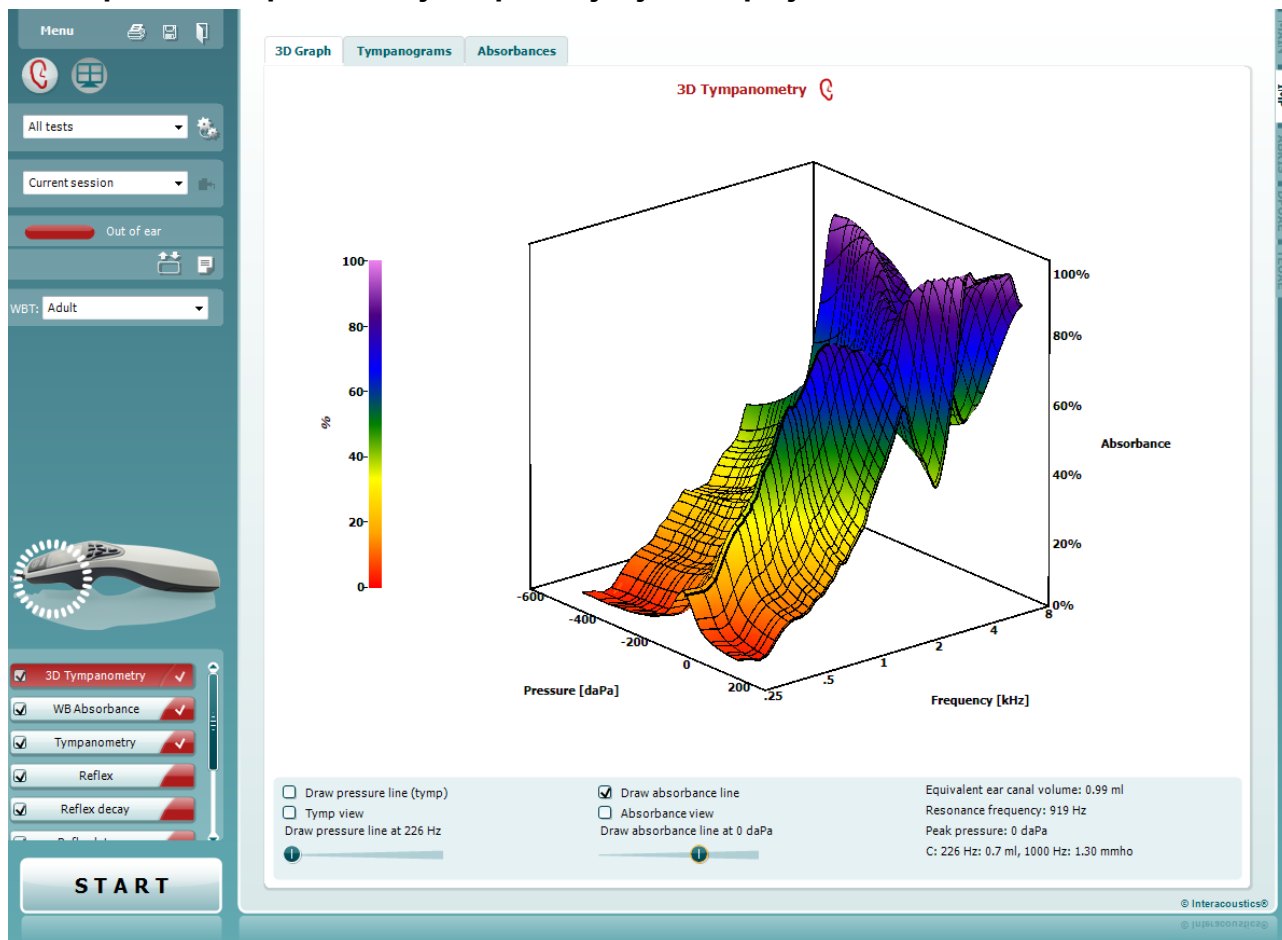 Menu
All tests
Current session
Out of ear
WBT: Adult
3D Tympanometry
WB Absorbance
Tympanometry
Reflex
Reflex decay
START
3D Graph Tympanograms Absorbances
3D Tympanometry
%
100
80
60
40
20
0
100%
80%
60%
40%
20%
0%
Absorbance
-600
-400
-200
0
200
Pressure [daPa]
.25
.5
1
2
4
8
Frequency [kHz]
Draw pressure line (tymp)
Tymp view
Draw pressure line at 226 Hz
Draw absorbance line
Absorbance view
Draw absorbance line at 0 daPa
Equivalent ear canal volume: 0.99 ml
Resonance frequency: 919 Hz
Peak pressure: 0 daPa
C: 226 Hz: 0.7 ml, 1000 Hz: 1.30 mmho
© Interacoustics®